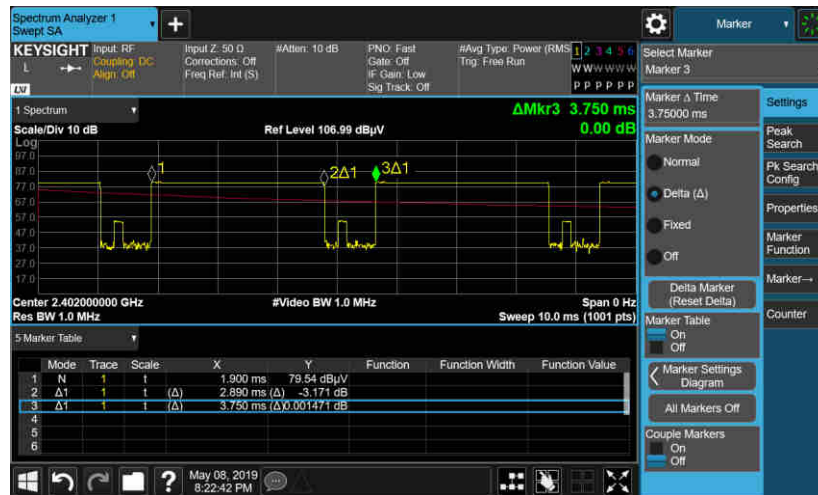 Spectrum Analyzer 1
Swept SA
+
Marker
KEYSIGHT
L
LXI
Input: RF
Coupling: DC
Align: Off
Input Z: 50 Ω
Corrections: Off
Freq Ref: Int (S)
#Atten: 10 dB
PNO: Fast
Gate: Off
IF Gain: Low
Sig Track: Off
#Avg Type: Power (RMS
Trig: Free Run
1 2 3 4 5 6
W W W W W W
P P P P P P
Select Marker
Marker 3
1 Spectrum
ΔMkr3 3.750 ms
0.00 dB
Scale/Div 10 dB
Ref Level 106.99 dBµV
Log
97.0
87.0
77.0
67.0
57.0
47.0
37.0
27.0
17.0
1
2Δ1
3Δ1
Center 2.402000000 GHz
#Video BW 1.0 MHz
Span 0 Hz
Res BW 1.0 MHz
Sweep 10.0 ms (1001 pts)
5 Marker Table
Mode Trace Scale X Y Function Function Width Function Value
1 N 1 t 1.900 ms 79.54 dBµV
2 Δ1 1 t (Δ) 2.890 ms (Δ) -3.171 dB
3 Δ1 1 t (Δ) 3.750 ms (Δ) 0.001471 dB
4
5
6
Marker Δ Time
3.75000 ms
Marker Mode
Normal
Delta (Δ)
Fixed
Off
Delta Marker
(Reset Delta)
Marker Table
On
Off
Marker Settings
Diagram
All Markers Off
Couple Markers
On
Off
Settings
Peak
Search
Pk Search
Config
Properties
Marker
Function
Marker→
Counter
?
May 08, 2019
8:22:42 PM